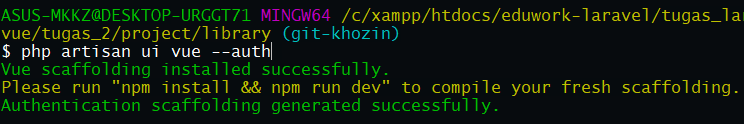 ASUS-MKKZ@DESKTOP-URGGT71 MINGW64 /c/xampp/htdocs/eduwork-laravel/tugas_la
vue/tugas_2/project/library (git-khozin)
$ php artisan ui vue --auth
Vue scaffolding installed successfully.
Please run "npm install && npm run dev" to compile your fresh scaffolding.
Authentication scaffolding generated successfully.